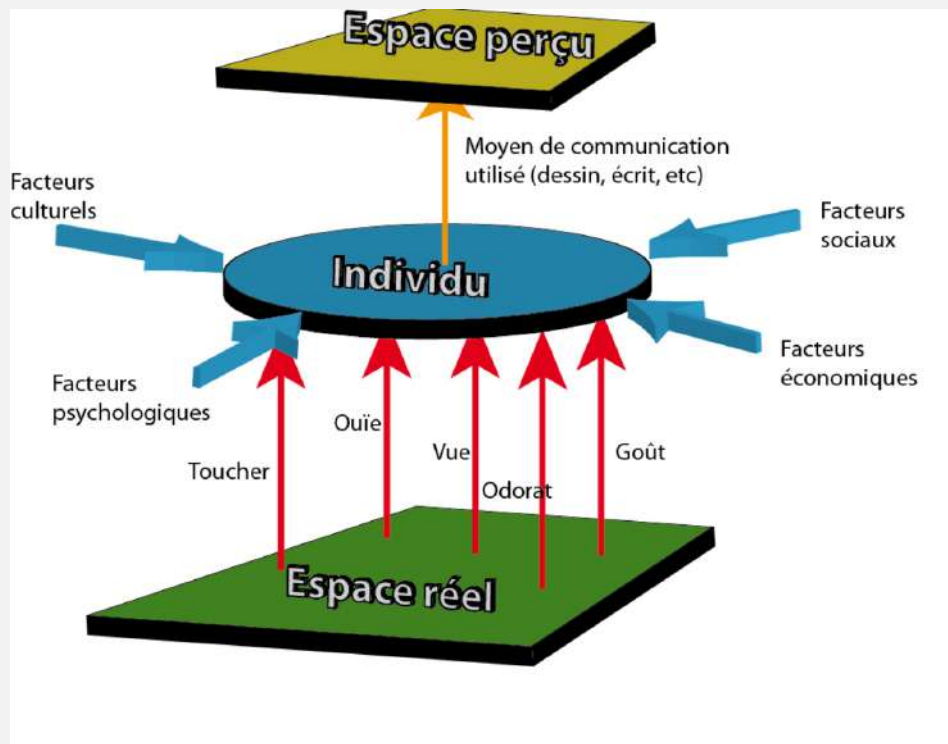 Espace perçu
Moyen de communication
utilisé (dessin, écrit, etc)
Facteurs
culturels
Facteurs
sociaux
Individu
Facteurs
psychologiques
Facteurs
économiques
Ouïe
Vue
Goût
Toucher
Odorat
Espace réel